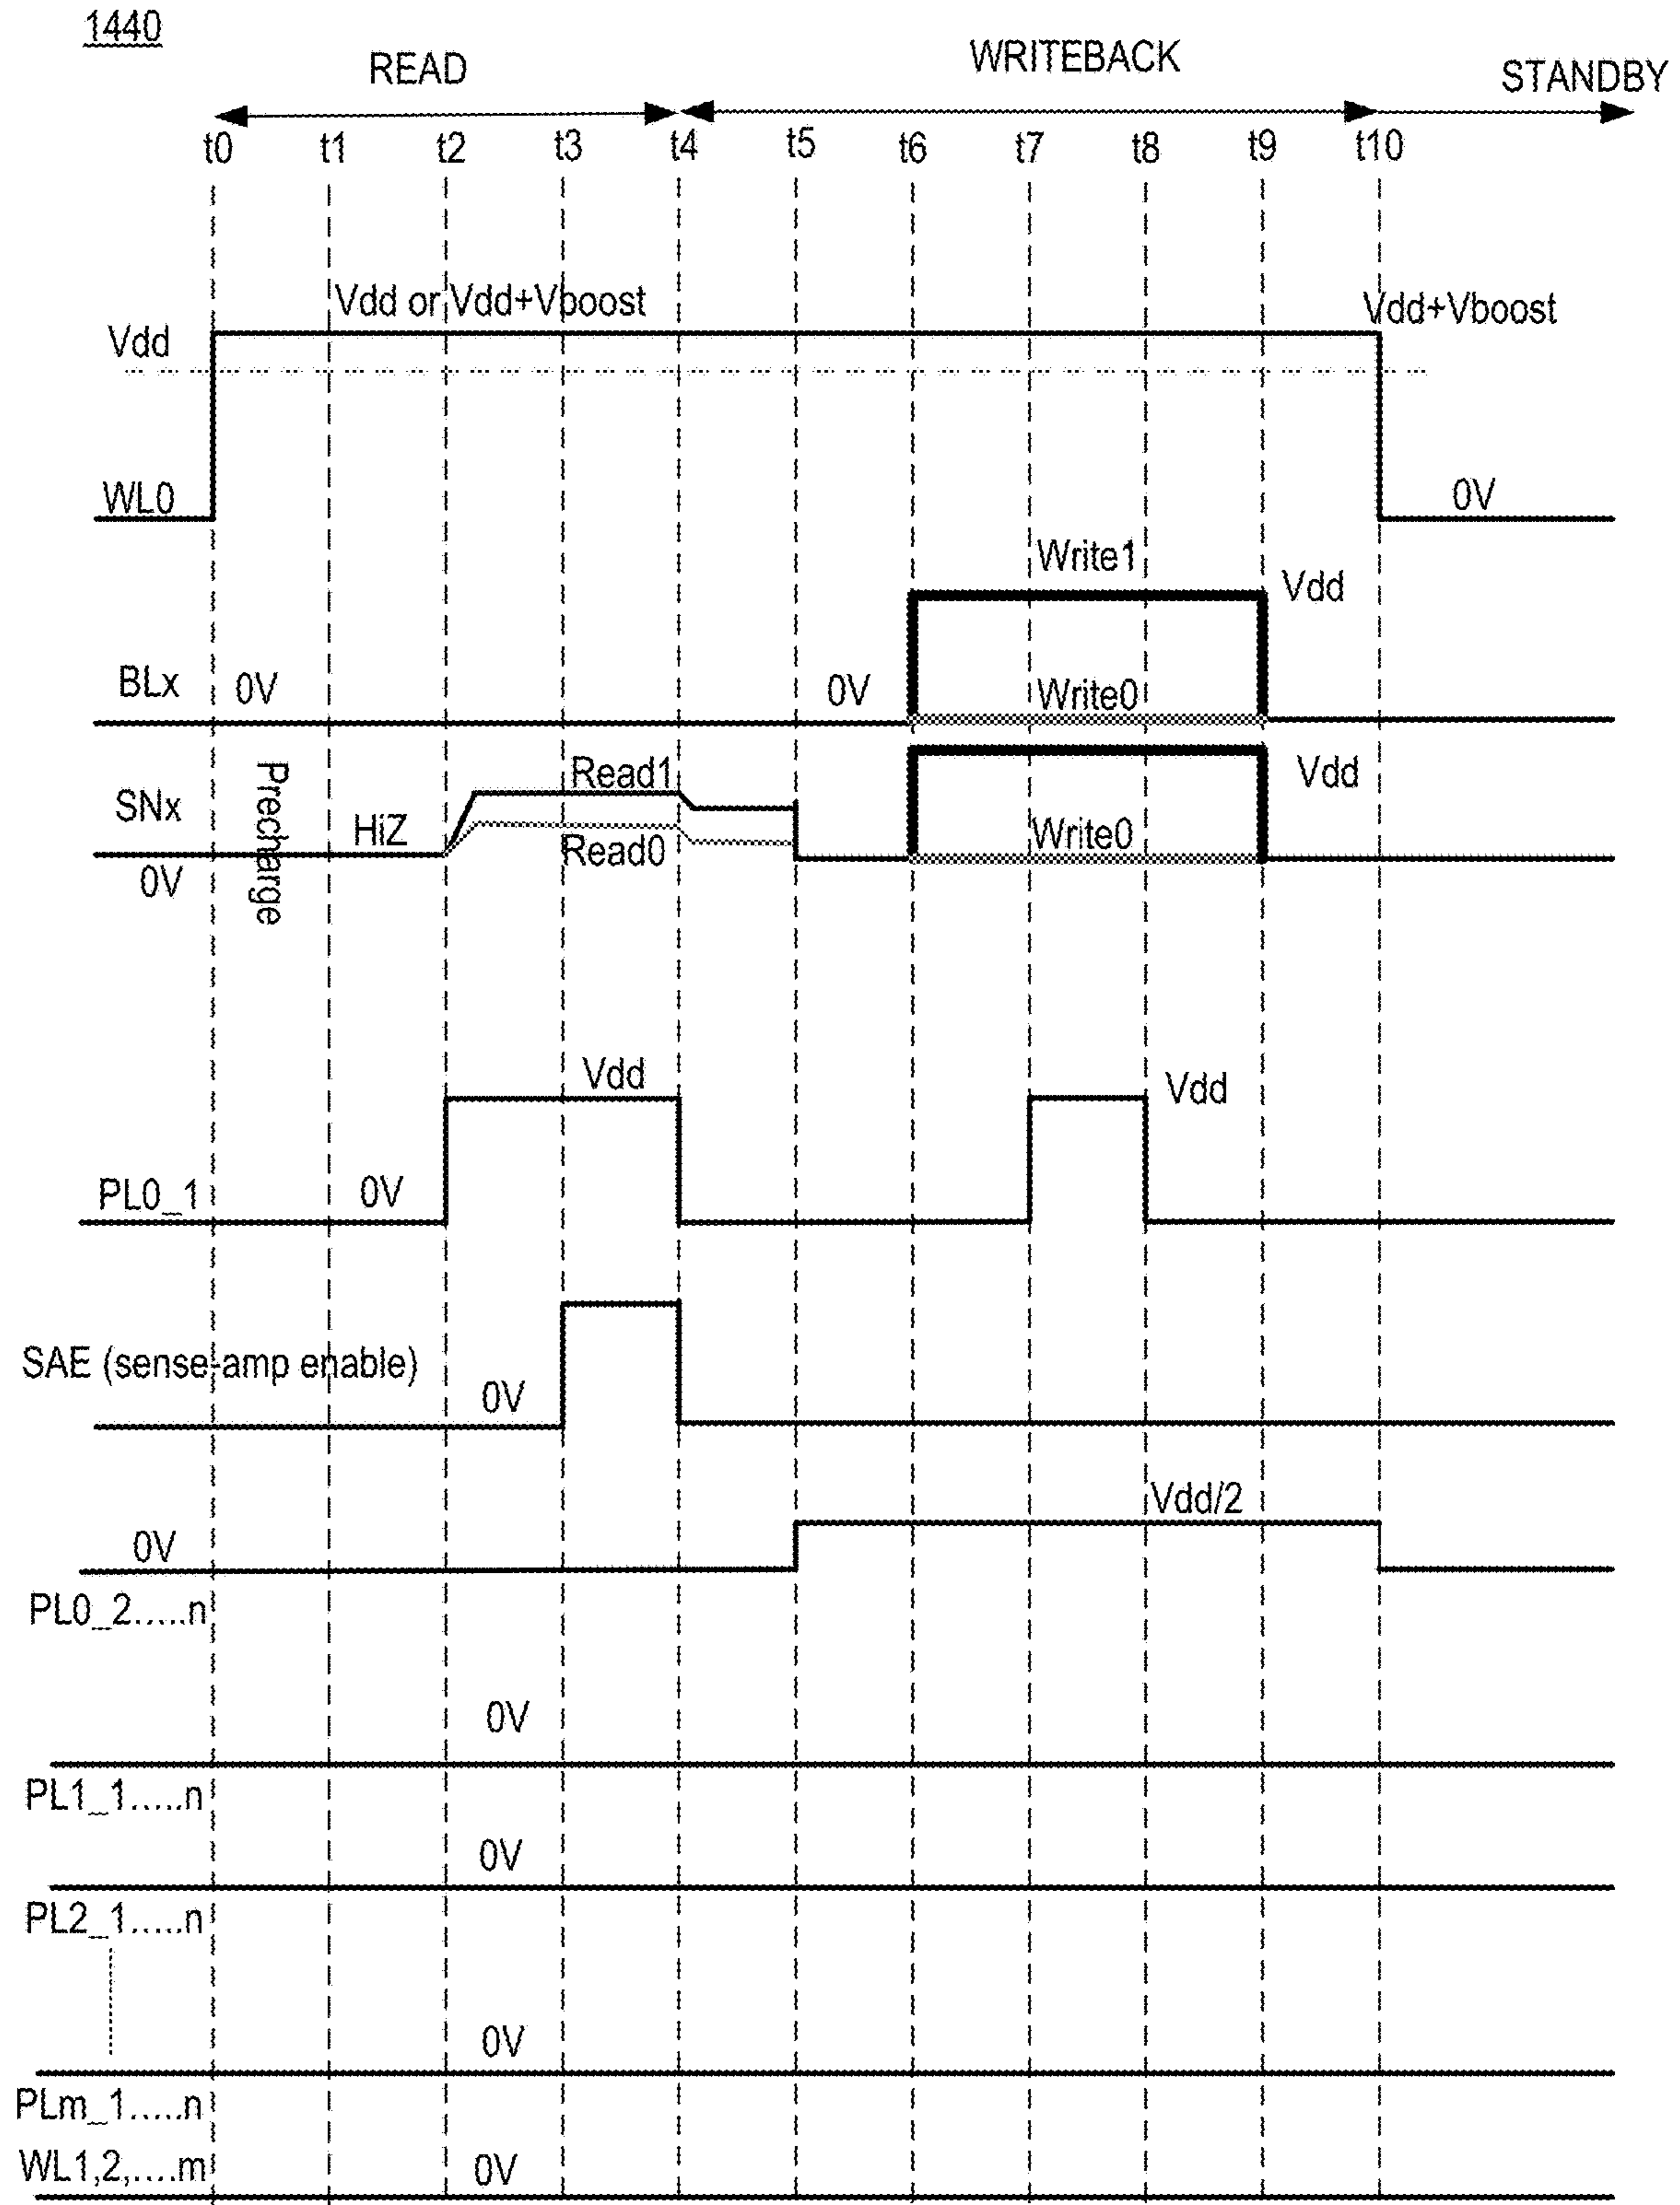 1440
READ
WRITEBACK
STANDBY
t0 t1 t2 t3 t4 t5 t6 t7 t8 t9 t10
Vdd or Vdd+Vboost
Vdd+Vboost
Vdd
WL0
0V
Write1
Vdd
BLx
0V
0V
Write0
Precharge
Read1
Vdd
SNx
HiZ
Read0
Write0
0V
Vdd
Vdd
PL0_1
0V
SAE (sense-amp enable)
0V
Vdd/2
0V
PL0_2.....n
0V
PL1_1.....n
0V
PL2_1.....n
0V
PLm_1.....n
WL1,2,....m
0V